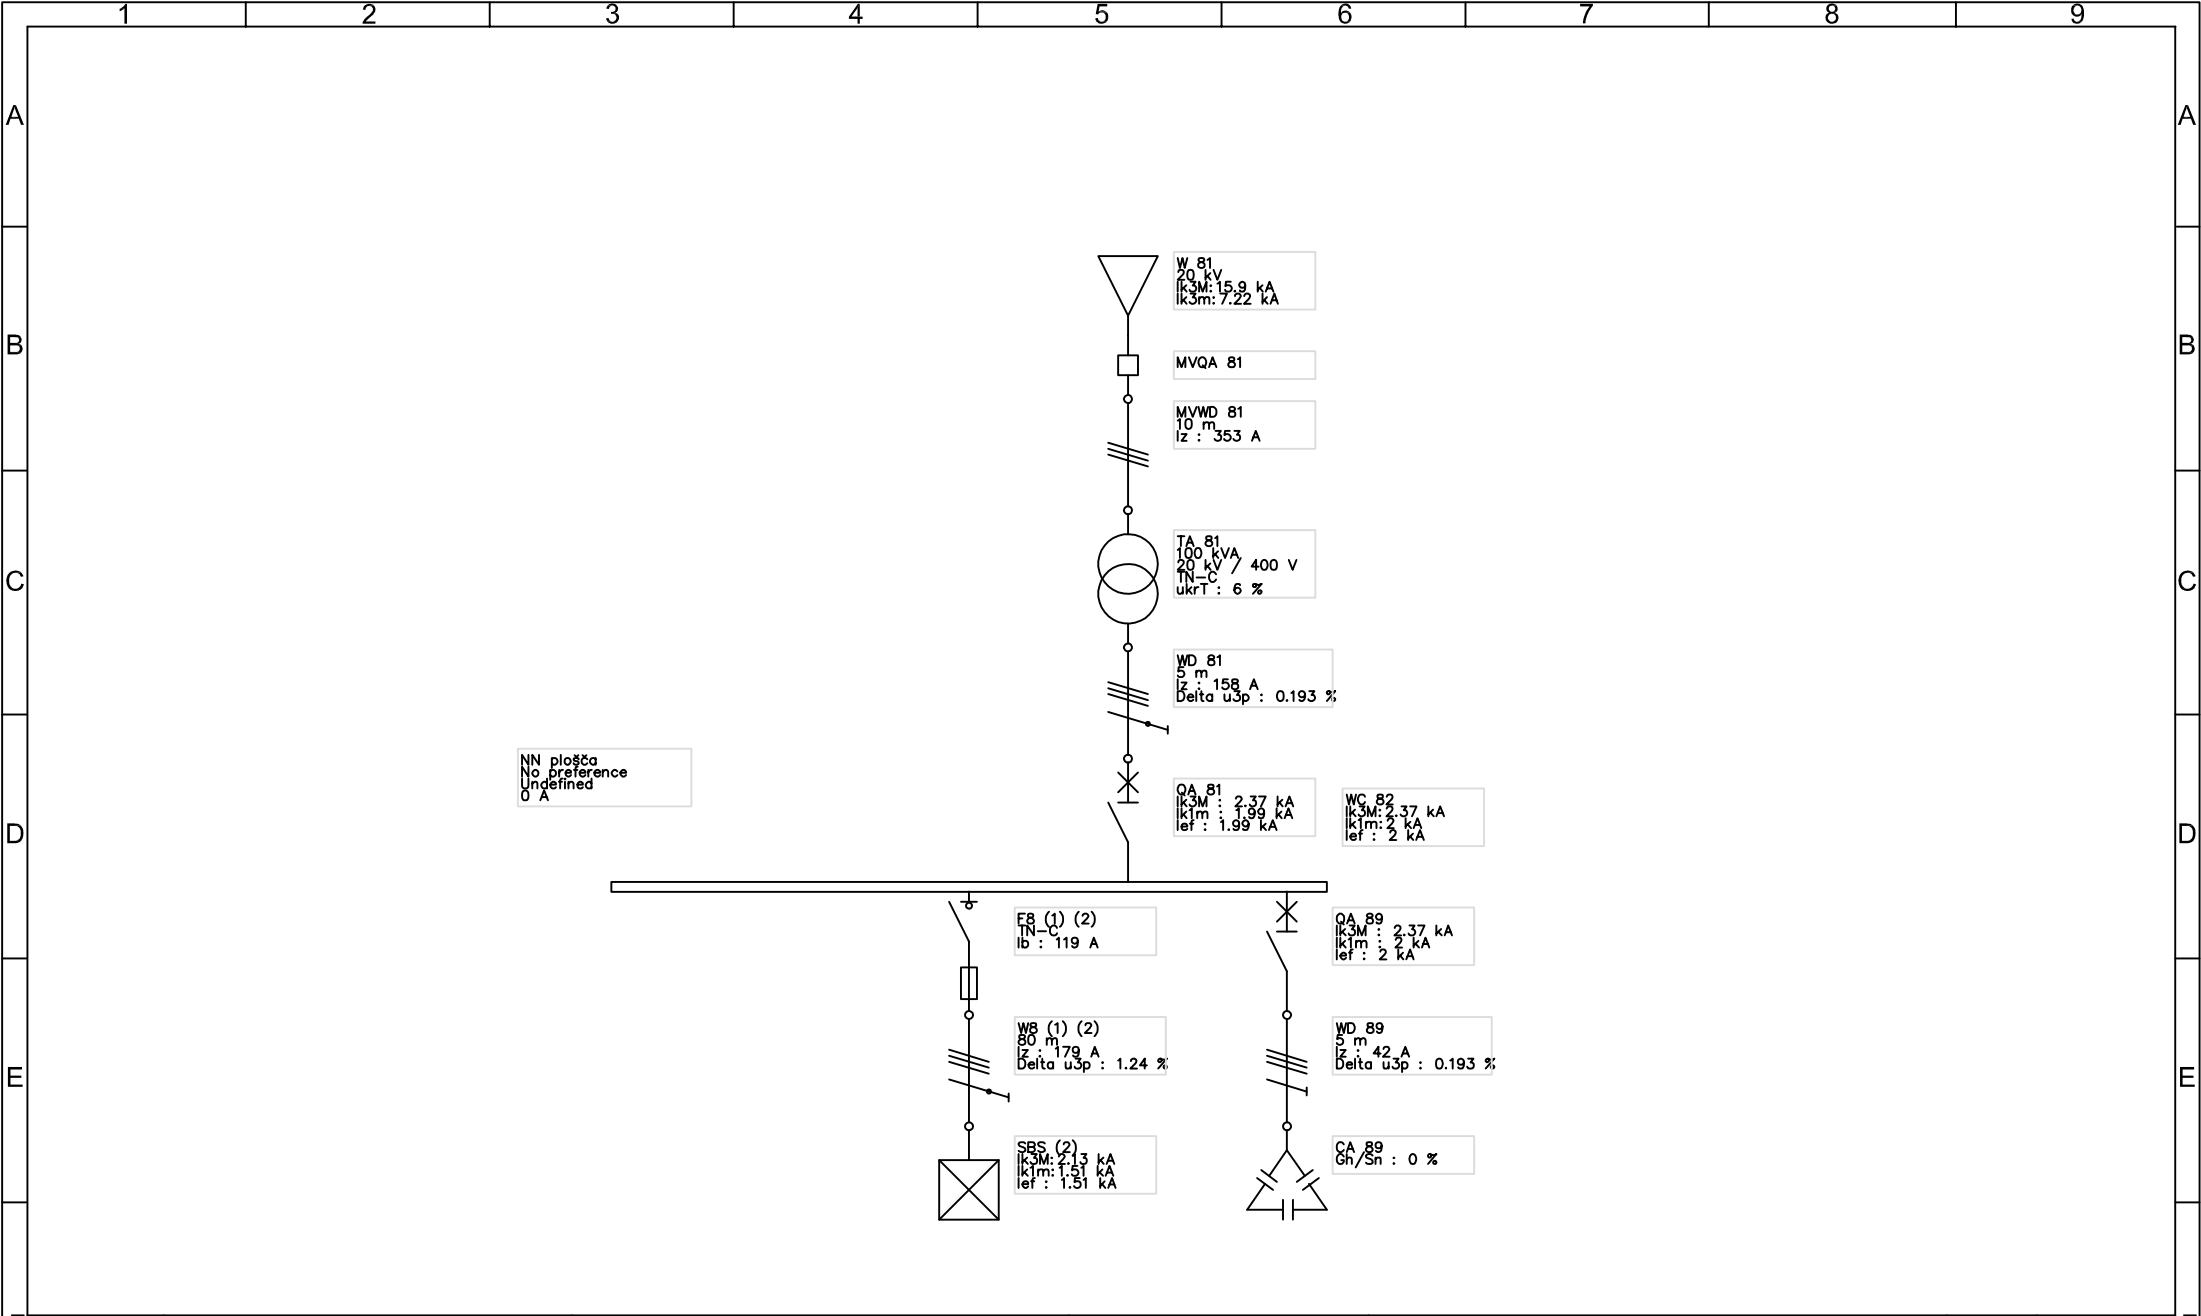 1 2 3 4 5 6 7 8 9
A A
W 81
20 kV
Ik3M: 15.9 kA
Ik3m: 7.22 kA
B B
MVQA 81
MVWD 81
10 m
Iz : 353 A
TA 81
100 kVA
20 kV / 400 V
TN-C
ukrT : 6 %
C C
WD 81
5 m
Iz : 158 A
Delta u3p : 0.193 %
NN plošča
No preference
Undefined
0 A
QA 81
Ik3M : 2.37 kA
Ik1m : 1.99 kA
Ief : 1.99 kA
WC 82
Ik3M: 2.37 kA
Ik1m: 2 kA
Ief : 2 kA
D D
F8 (1) (2)
TN-C
Ib : 119 A
QA 89
Ik3M : 2.37 kA
Ik1m : 2 kA
Ief : 2 kA
W8 (1) (2)
80 m
Iz : 179 A
Delta u3p : 1.24 %
WD 89
5 m
Iz : 42 A
Delta u3p : 0.193 %
E E
SBS (2)
Ik3M: 2.13 kA
Ik1m: 1.51 kA
Ief : 1.51 kA
CA 89
Gh/Sn : 0 %